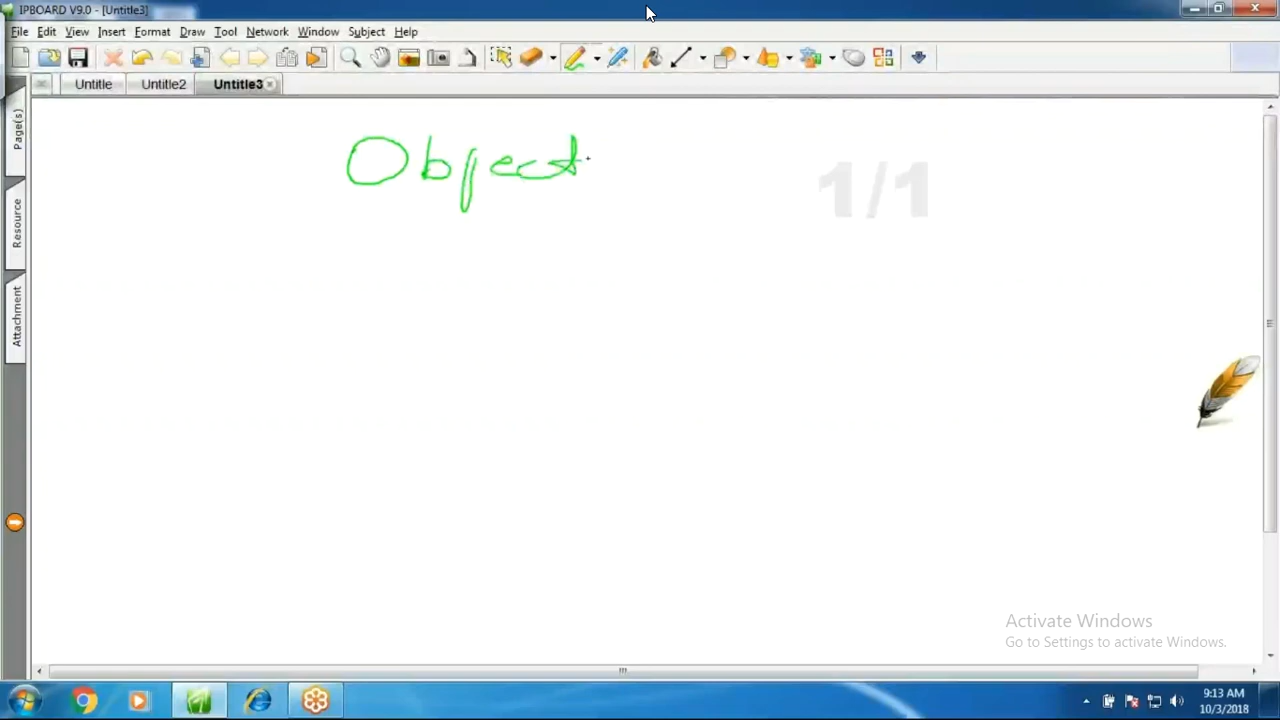 IPBOARD V9.0 - [Untitle3]
File Edit View Insert Format Draw Tool Network Window Subject Help
Untitle Untitle2 Untitle3
Page(s)
Resource
Attachment
Object
1/1
Activate Windows
Go to Settings to activate Windows.
9:13 AM
10/3/2018